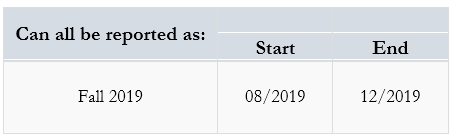 Can all be reported as:
Start End
Fall 2019 08/2019 12/2019